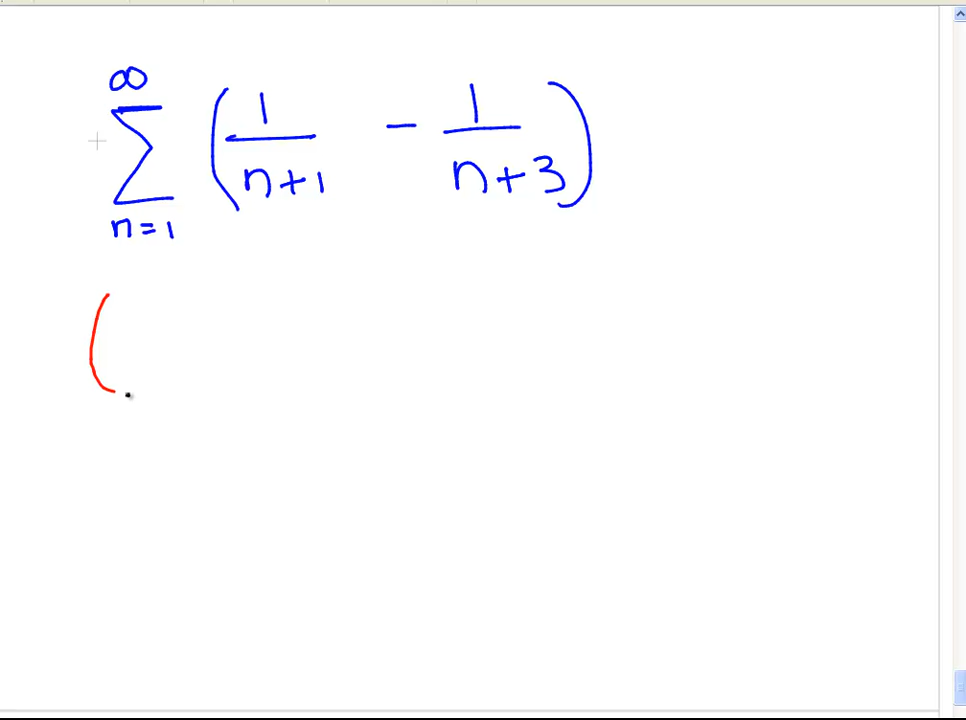 ∞
∑ ( 1/(n+1) - 1/(n+3) )
n=1
(